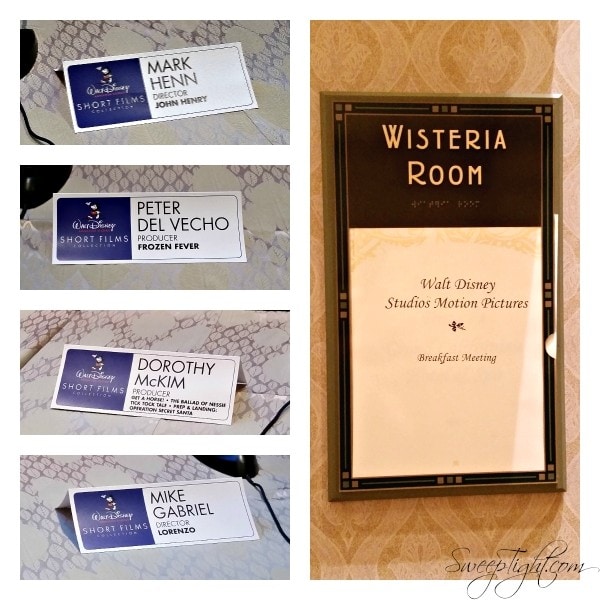 Walt Disney
SHORT FILMS
COLLECTION
MARK
HENN
DIRECTOR
JOHN HENRY
Walt Disney
SHORT FILMS
COLLECTION
PETER
DEL VECHO
PRODUCER
FROZEN FEVER
Walt Disney
SHORT FILMS
COLLECTION
DOROTHY
McKIM
PRODUCER
GET A HORSE! • THE BALLAD OF NESSIE
TICK TOCK TALE • PREP & LANDING:
OPERATION SECRET SANTA
Walt Disney
SHORT FILMS
COLLECTION
MIKE
GABRIEL
DIRECTOR
LORENZO
WISTERIA
ROOM
Walt Disney
Studios Motion Pictures
Breakfast Meeting
SweepTight.com